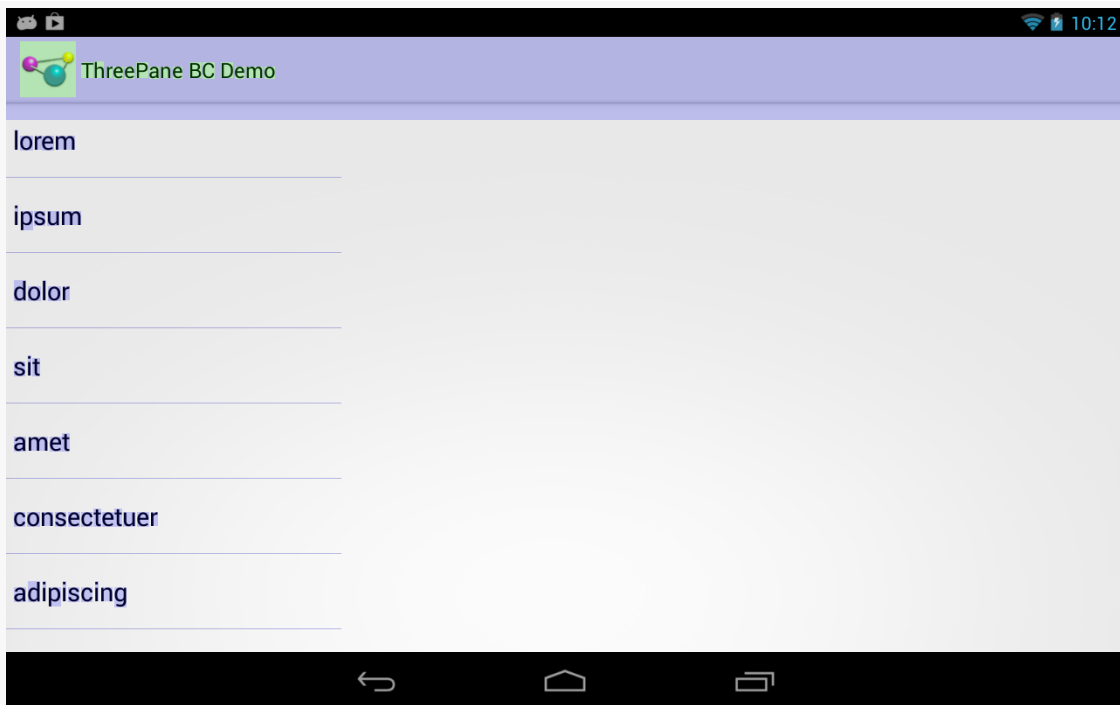 10:12
ThreePane BC Demo
lorem
ipsum
dolor
sit
amet
consectetuer
adipiscing